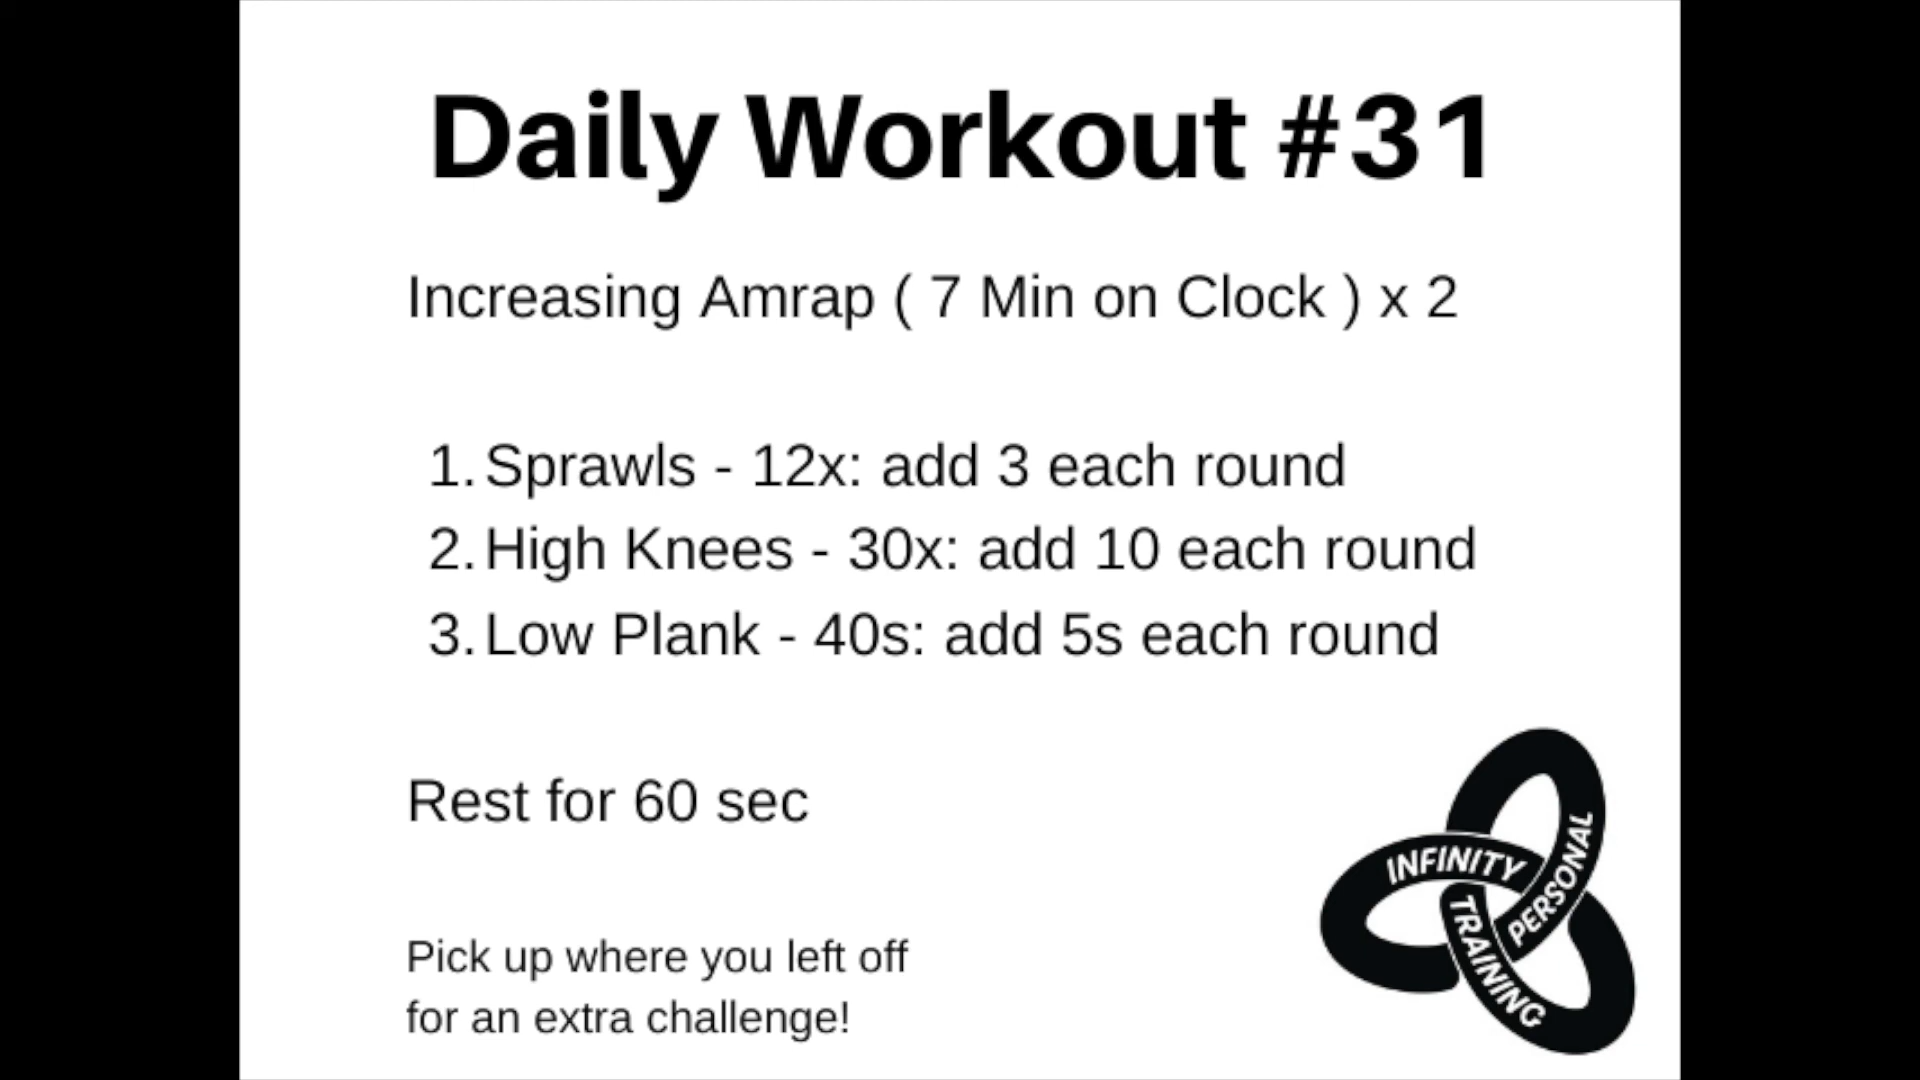 Daily Workout #31
Increasing Amrap ( 7 Min on Clock ) x 2
1. Sprawls - 12x: add 3 each round
2. High Knees - 30x: add 10 each round
3. Low Plank - 40s: add 5s each round
Rest for 60 sec
Pick up where you left off
for an extra challenge!
INFINITY
PERSONAL
TRAINING